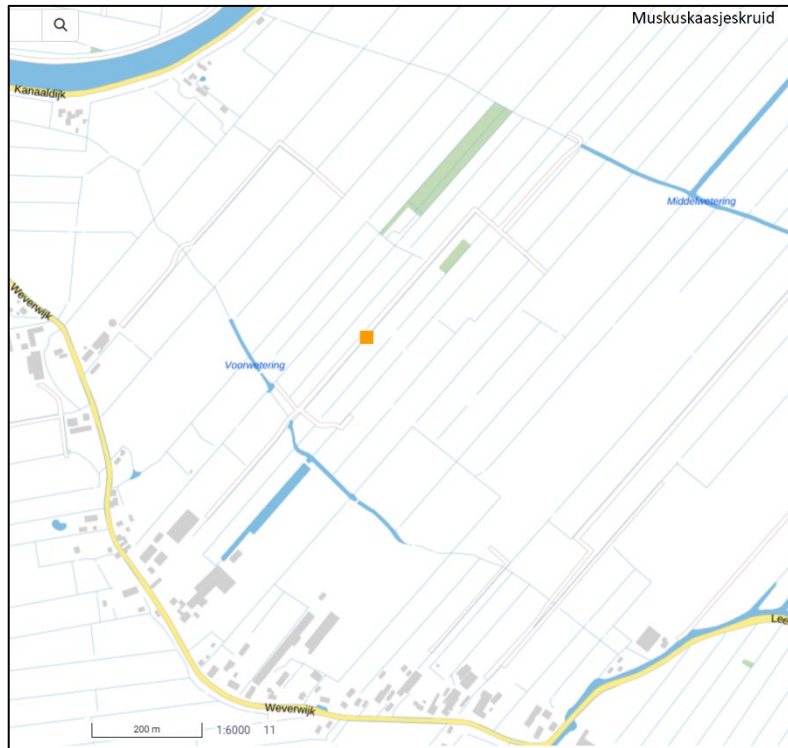 Muskuskaasjeskruid
Kanaaldijk
Middelwetering
Weverwijk
Voorwetering
Lee
Weverwijk
200 m
1:6000 11